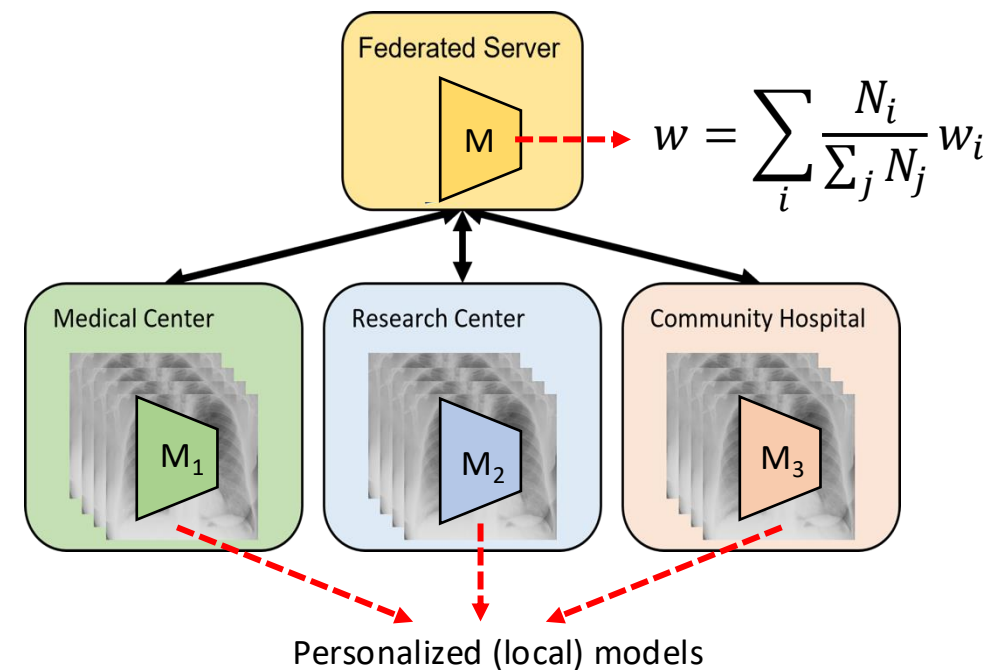 Federated Server
M
w = ∑_i \frac{N_i}{∑_j N_j} w_i
Medical Center
Research Center
Community Hospital
M₁
M₂
M₃
Personalized (local) models